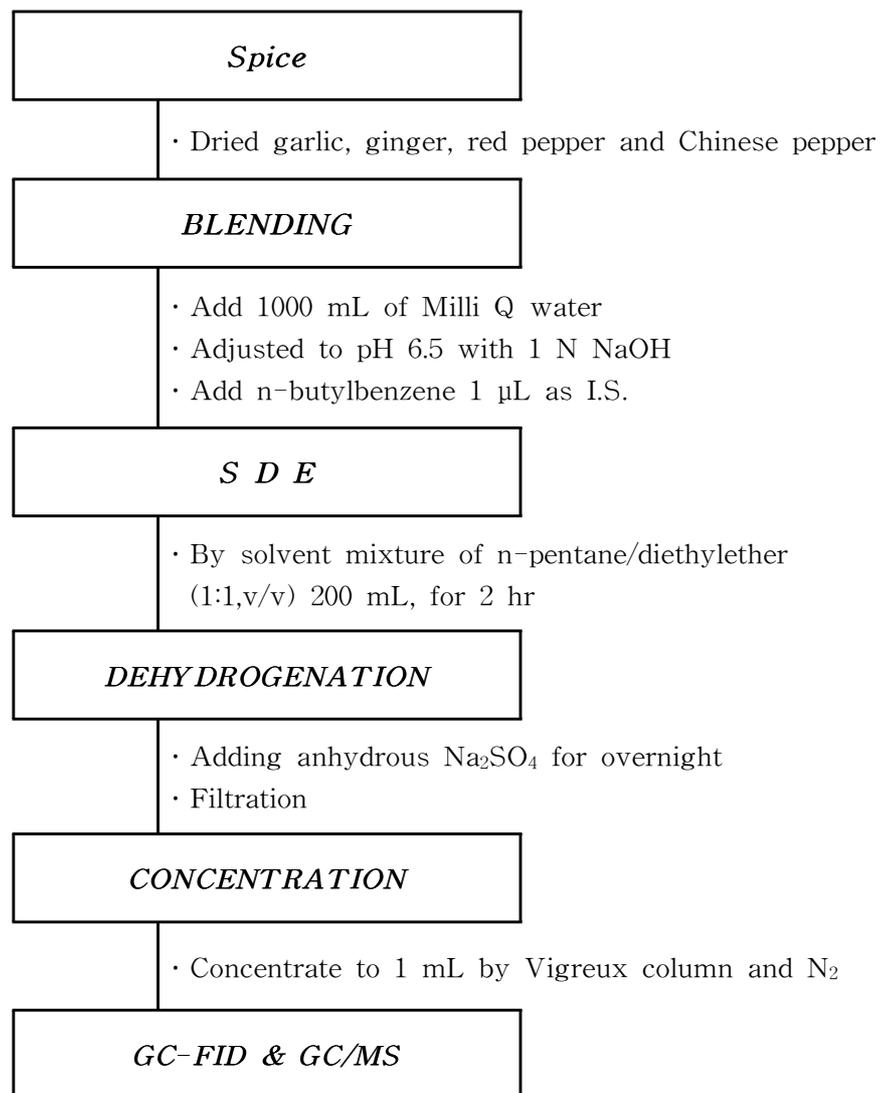 Spice
· Dried garlic, ginger, red pepper and Chinese pepper
BLENDING
· Add 1000 mL of Milli Q water
· Adjusted to pH 6.5 with 1 N NaOH
· Add n-butylbenzene 1 μL as I.S.
S D E
· By solvent mixture of n-pentane/diethylether
(1:1,v/v) 200 mL, for 2 hr
DEHYDROGENATION
· Adding anhydrous Na₂SO₄ for overnight
· Filtration
CONCENTRATION
· Concentrate to 1 mL by Vigreux column and N₂
GC-FID & GC/MS